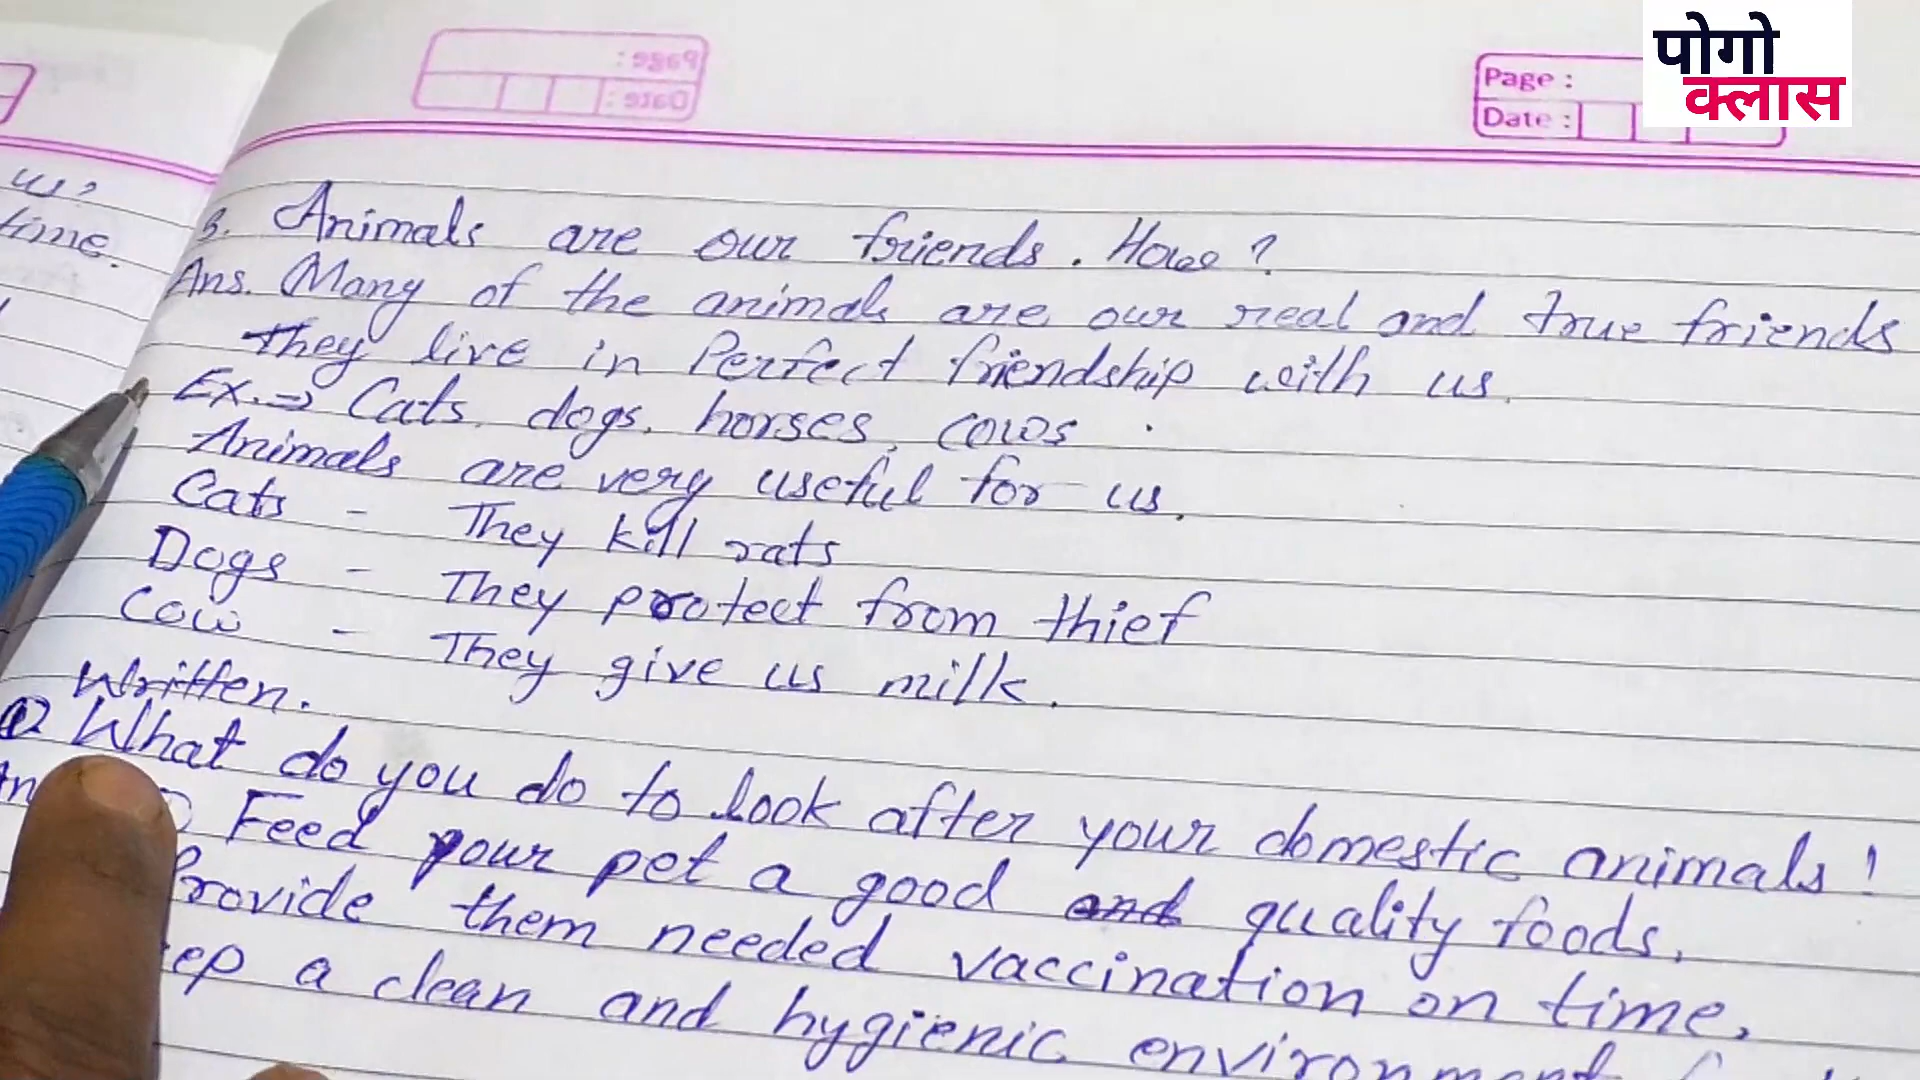 पोगो
क्लास
Page :
Date :
us?
time.
3. Animals are our friends. How?
Ans. Many of the animals are our real and true friends
They live in Perfect friendship with us.
Ex. → Cats, dogs, horses, cows.
Animals are very useful for us.
Cats - They kill rats
Dogs - They protect from thief
Cow - They give us milk.
Written.
What do you do to look after your domestic animals!
Feed your pet a good and quality foods.
Provide them needed vaccination on time.
a clean and hygienic environment